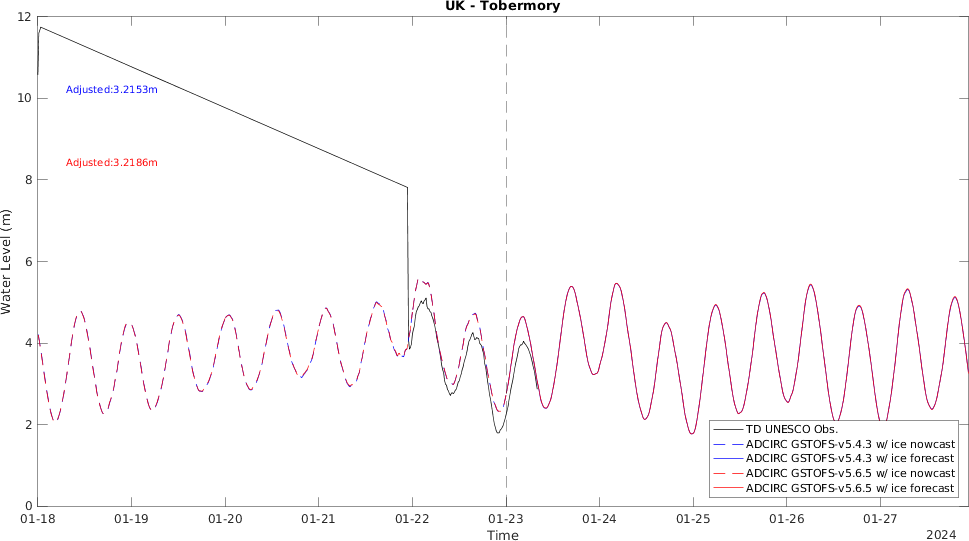 UK - Tobermory
12
10
8
6
4
2
0
Water Level (m)
Adjusted:3.2153m
Adjusted:3.2186m
TD UNESCO Obs.
ADCIRC GSTOFS-v5.4.3 w/ ice nowcast
ADCIRC GSTOFS-v5.4.3 w/ ice forecast
ADCIRC GSTOFS-v5.6.5 w/ ice nowcast
ADCIRC GSTOFS-v5.6.5 w/ ice forecast
01-18 01-19 01-20 01-21 01-22 01-23 01-24 01-25 01-26 01-27
Time
2024